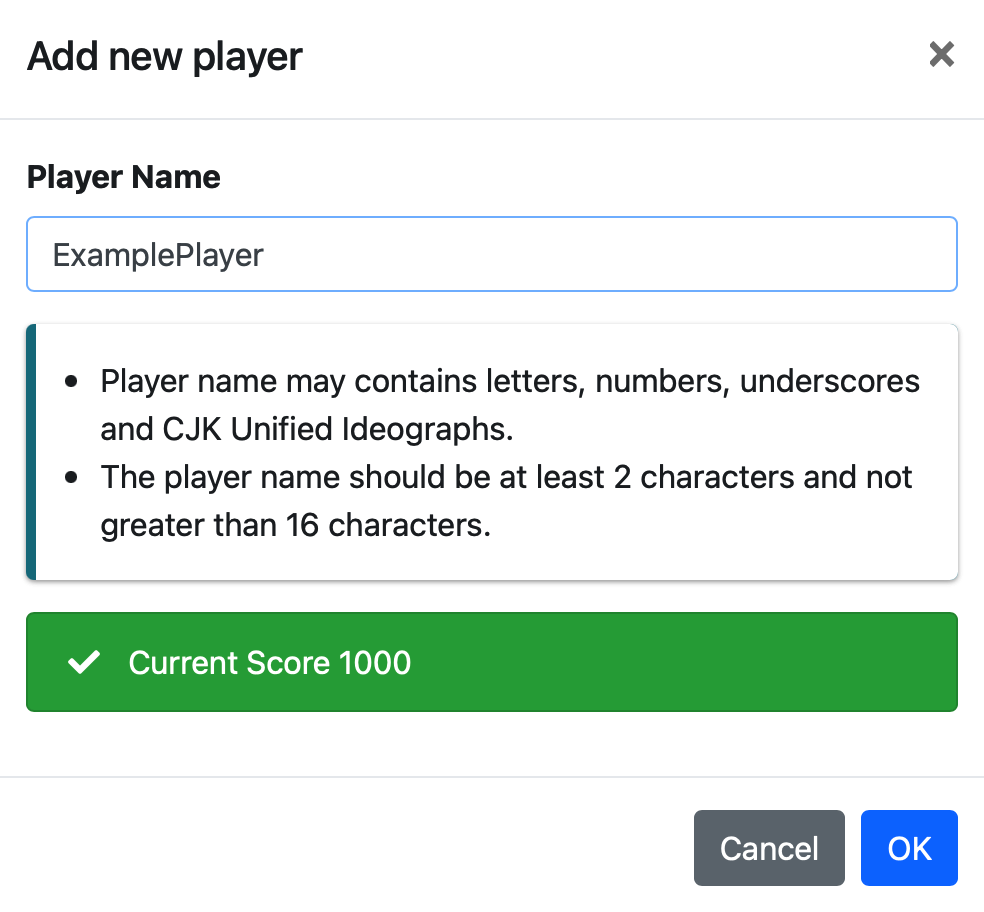 Add new player
Player Name
ExamplePlayer
Player name may contains letters, numbers, underscores
and CJK Unified Ideographs.
The player name should be at least 2 characters and not
greater than 16 characters.
Current Score 1000
Cancel
OK